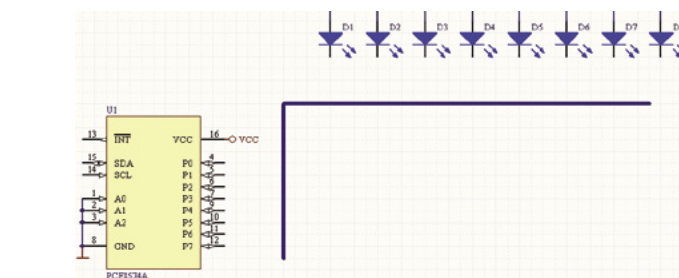 D1 D2 D3 D4 D5 D6 D7 D
U1
13 INT VCC 16 VCC
15 SDA P0 4
14 SCL P1 5
P2 6
1 A0 P3 7
2 A1 P4 9
3 A2 P5 10
P6 11
8 GND P7 12
PCF8574A